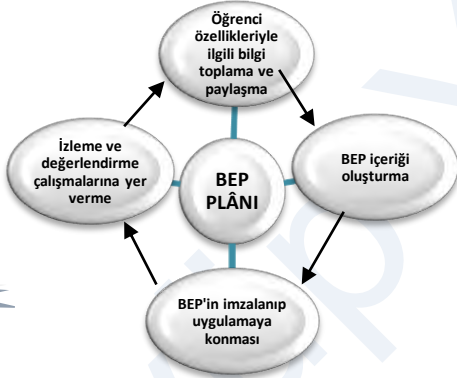 Öğrenci
özellikleriyle
ilgili bilgi
toplama ve
paylaşma
BEP içeriği
oluşturma
BEP'in imzalanıp
uygulamaya
konması
İzleme ve
değerlendirme
çalışmalarına yer
verme
BEP
PLÂNI